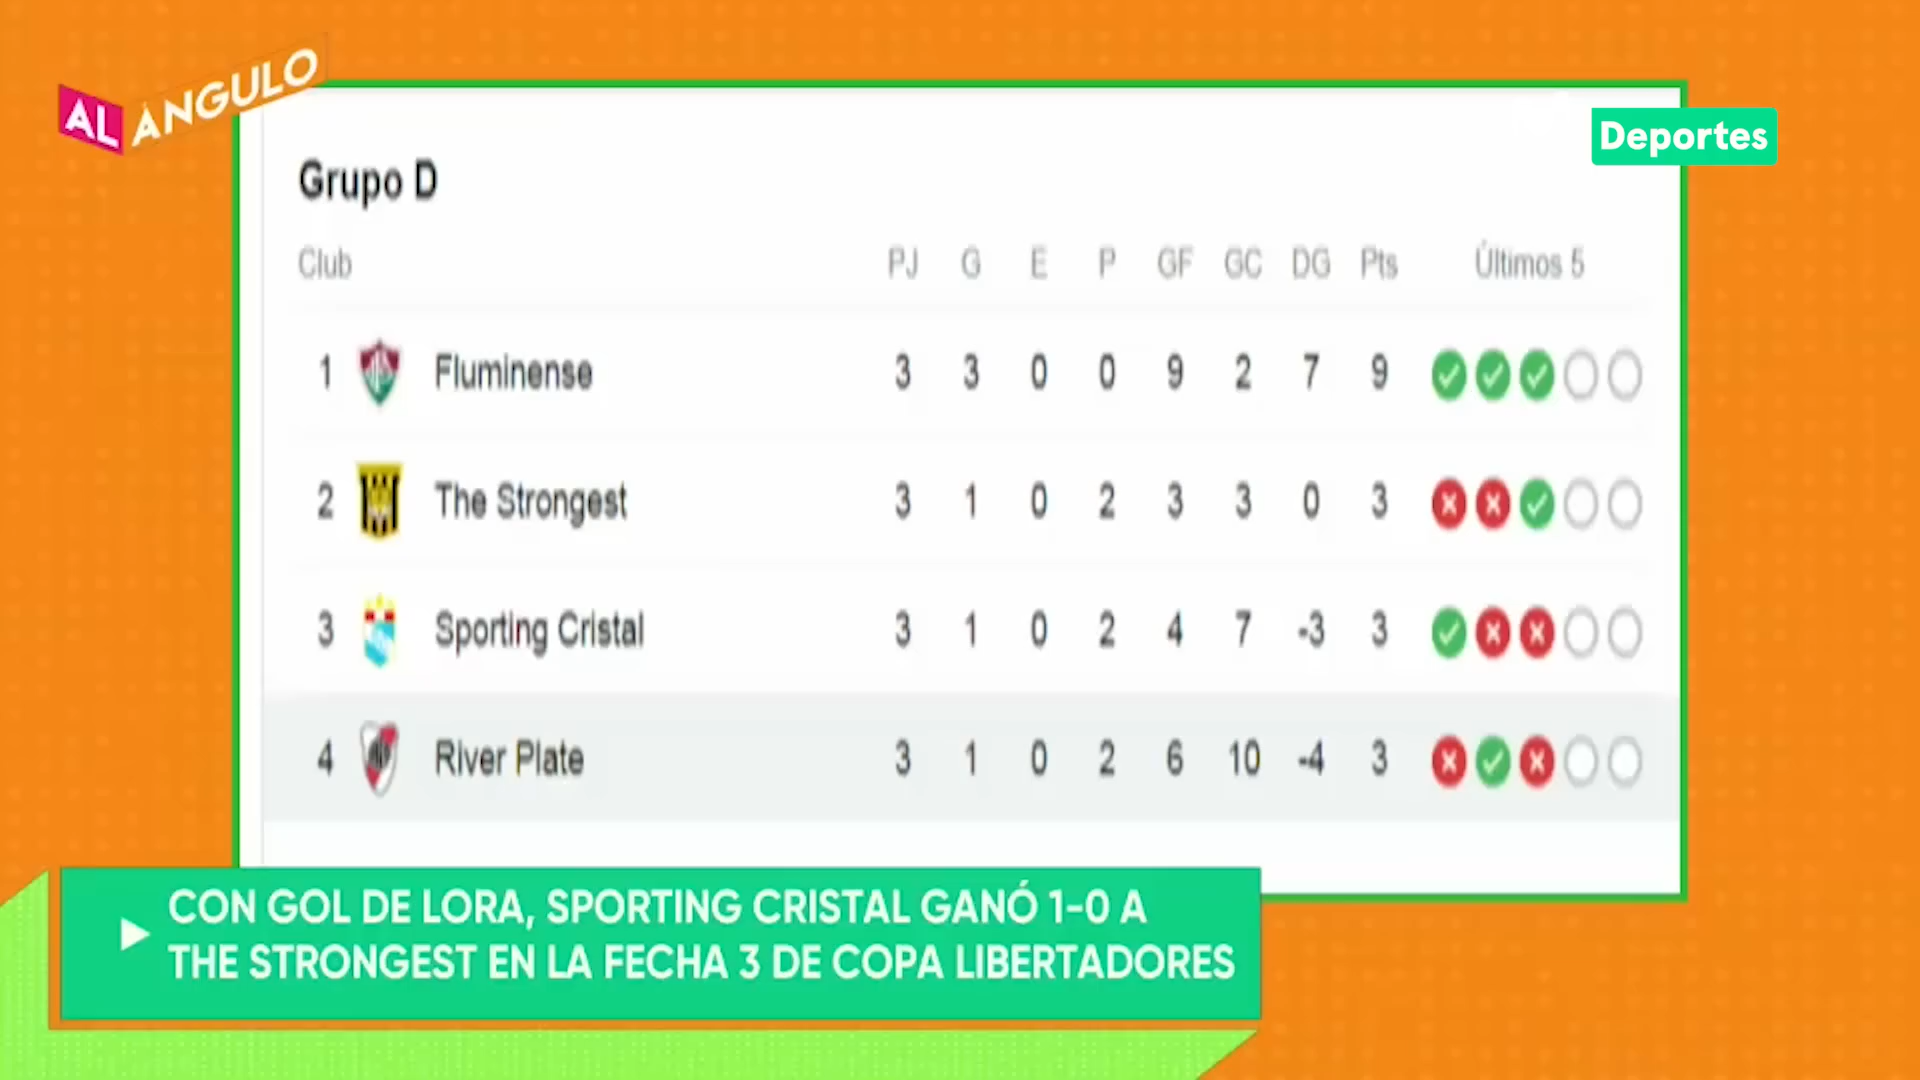 AL ÁNGULO
Deportes
Grupo D
Club PJ G E P GF GC DG Pts Últimos 5
1 Fluminense 3 3 0 0 9 2 7 9
2 The Strongest 3 1 0 2 3 3 0 3
3 Sporting Cristal 3 1 0 2 4 7 -3 3
4 River Plate 3 1 0 2 6 10 -4 3
CON GOL DE LORA, SPORTING CRISTAL GANÓ 1-0 A
THE STRONGEST EN LA FECHA 3 DE COPA LIBERTADORES